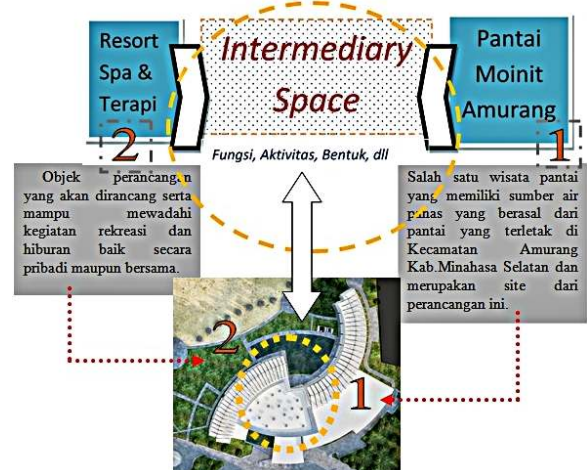 Resort
Spa &
Terapi
2
Intermediary
Space
Fungsi, Aktivitas, Bentuk, dll
Pantai
Moinit
Amurang
1
Objek perancangan
yang akan dirancang serta
mampu mewadahi
kegiatan rekreasi dan
hiburan baik secara
pribadi maupun bersama.
Salah satu wisata pantai
yang memiliki sumber air
panas yang berasal dari
pantai yang terletak di
Kecamatan Amurang
Kab.Minahasa Selatan dan
merupakan site dari
perancangan ini.
2
1